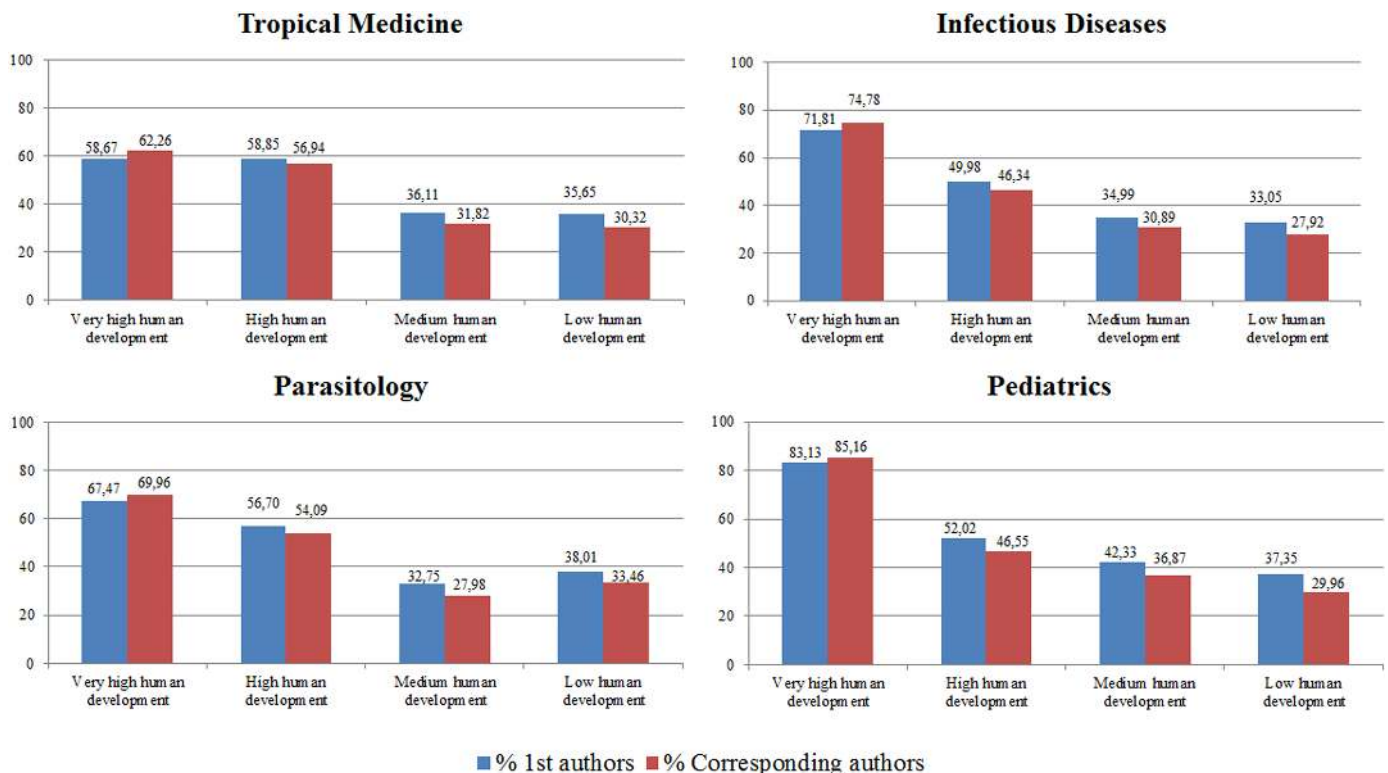 Tropical Medicine
100
80
60
40
20
0
58,67
62,26
58,85
56,94
36,11
31,82
35,65
30,32
Very high human
development
High human
development
Medium human
development
Low human
development
Infectious Diseases
100
80
60
40
20
0
71,81
74,78
49,98
46,34
34,99
30,89
33,05
27,92
Very high human
development
High human
development
Medium human
development
Low human
development
Parasitology
100
80
60
40
20
0
67,47
69,96
56,70
54,09
32,75
27,98
38,01
33,46
Very high human
development
High human
development
Medium human
development
Low human
development
Pediatrics
100
80
60
40
20
0
83,13
85,16
52,02
46,55
42,33
36,87
37,35
29,96
Very high human
development
High human
development
Medium human
development
Low human
development
% 1st authors
% Corresponding authors